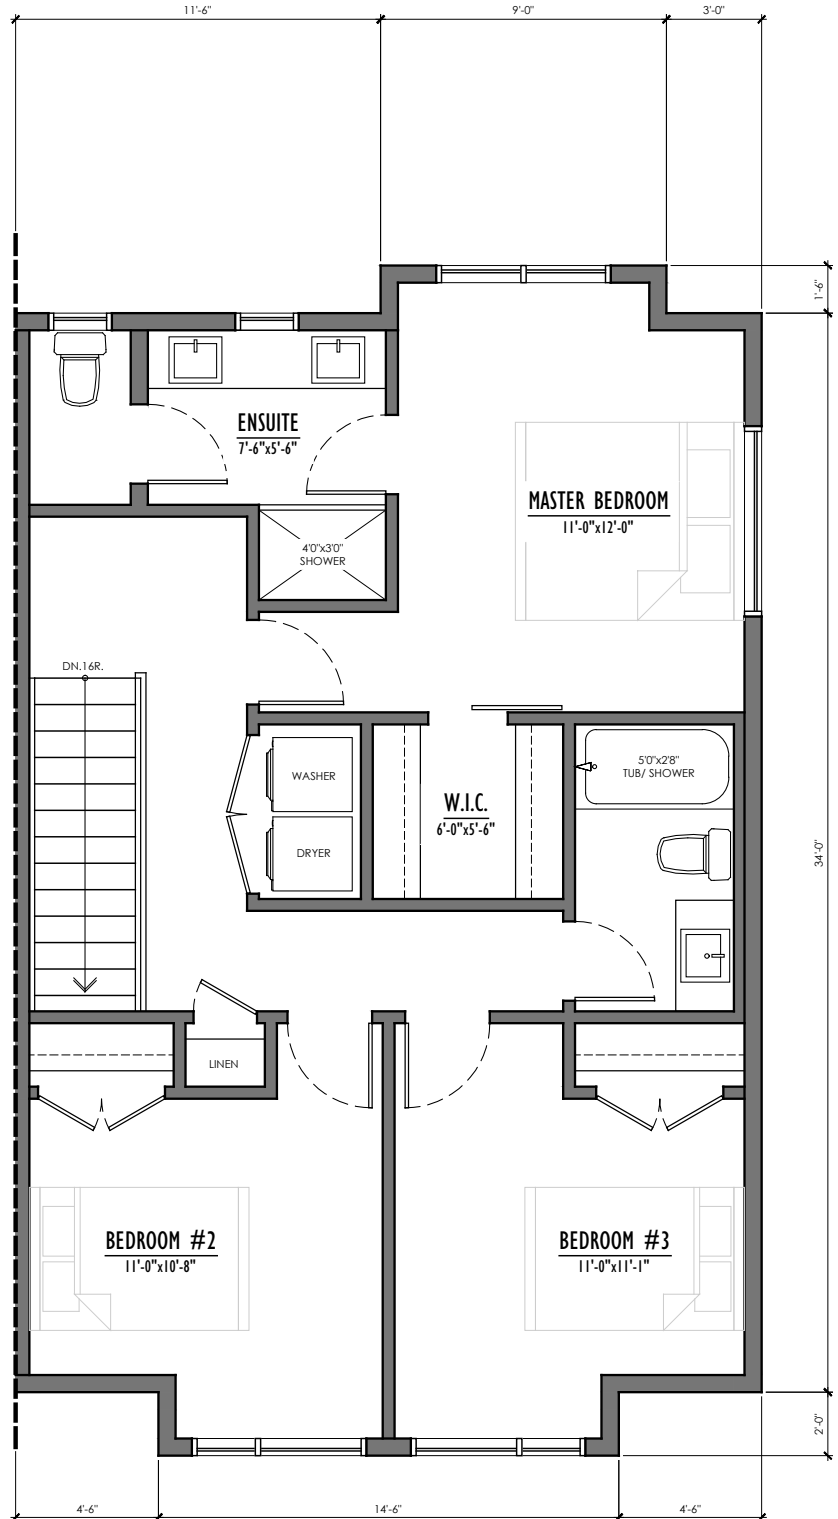 11'-6"
9'-0"
3'-0"
1'-6"
ENSUITE
7'-6"x5'-6"
MASTER BEDROOM
11'-0"x12'-0"
4'0"x3'0"
SHOWER
DN.16R.
5'0"x2'8"
TUB/ SHOWER
WASHER
W.I.C.
6'-0"x5'-6"
DRYER
34'-0"
LINEN
BEDROOM #2
11'-0"x10'-8"
BEDROOM #3
11'-0"x11'-1"
2'-0"
4'-6"
14'-6"
4'-6"